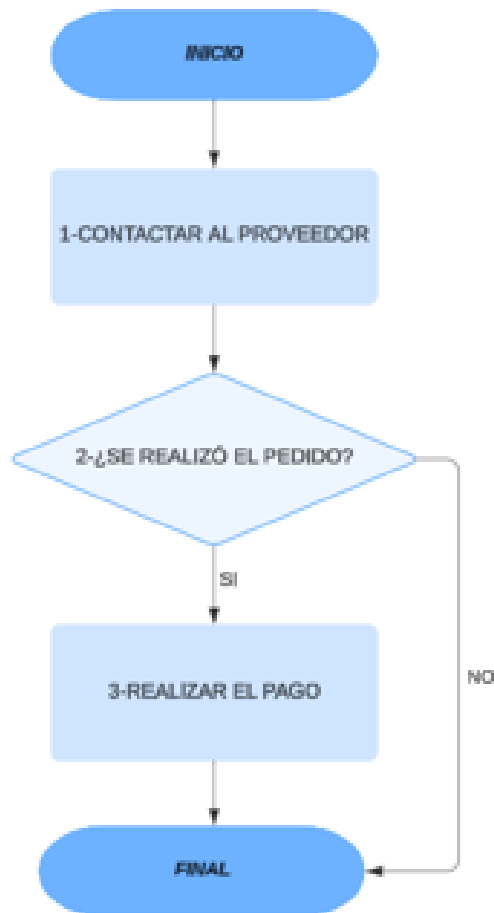 INICIO
1-CONTACTAR AL PROVEEDOR
2-¿SE REALIZÓ EL PEDIDO?
SI
3-REALIZAR EL PAGO
NO
FINAL